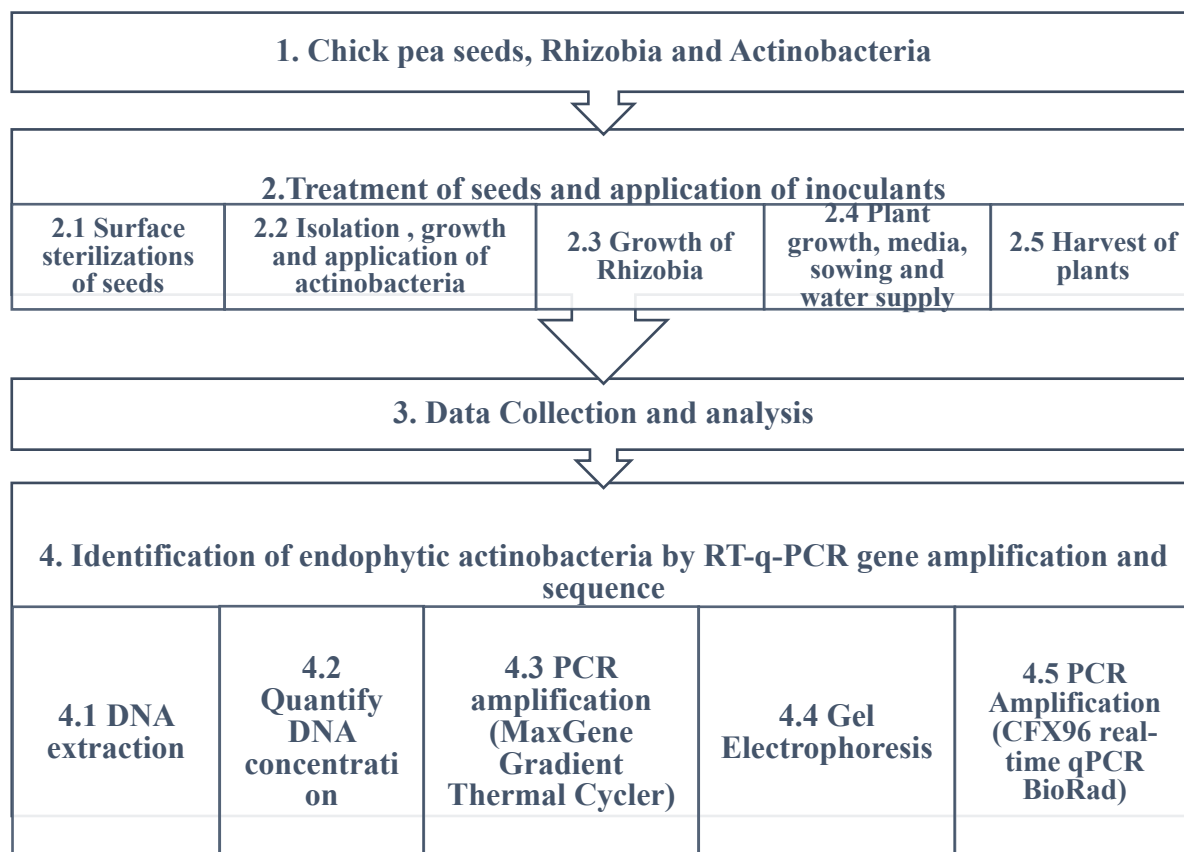 1. Chick pea seeds, Rhizobia and Actinobacteria
2.Treatment of seeds and application of inoculants
2.1 Surface
sterilizations
of seeds
2.2 Isolation , growth
and application of
actinobacteria
2.3 Growth of
Rhizobia
2.4 Plant
growth, media,
sowing and
water supply
2.5 Harvest of
plants
3. Data Collection and analysis
4. Identification of endophytic actinobacteria by RT-q-PCR gene amplification and
sequence
4.1 DNA
extraction
4.2
Quantify
DNA
concentrati
on
4.3 PCR
amplification
(MaxGene
Gradient
Thermal Cycler)
4.4 Gel
Electrophoresis
4.5 PCR
Amplification
(CFX96 real-
time qPCR
BioRad)